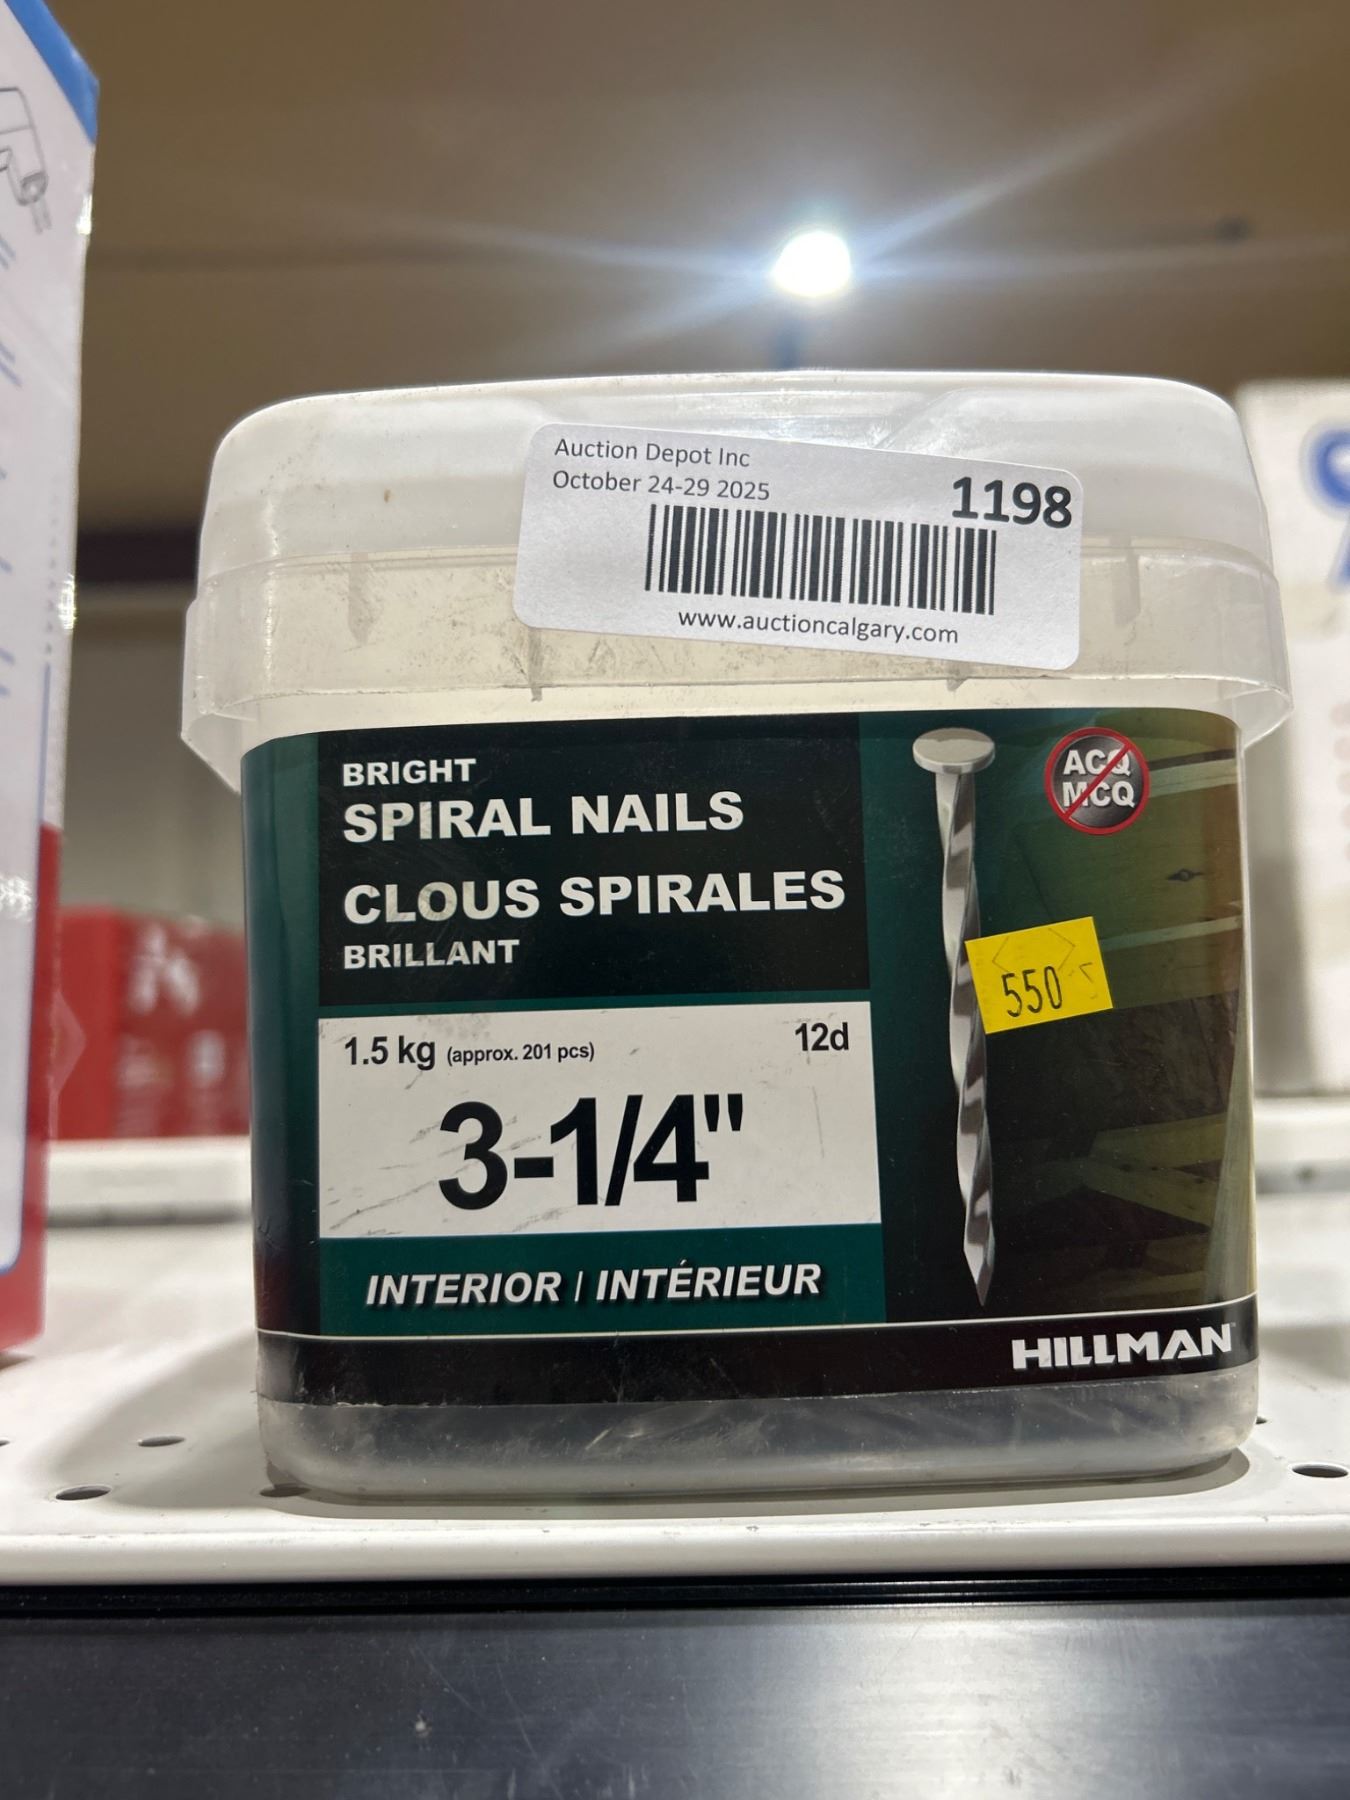 Auction Depot Inc
October 24-29 2025
1198
www.auctioncalgary.com
BRIGHT
SPIRAL NAILS
CLOUS SPIRALES
BRILLANT
ACQ
MCQ
550
1.5 kg (approx. 201 pcs)
12d
3-1/4"
INTERIOR | INTÉRIEUR
HILLMAN